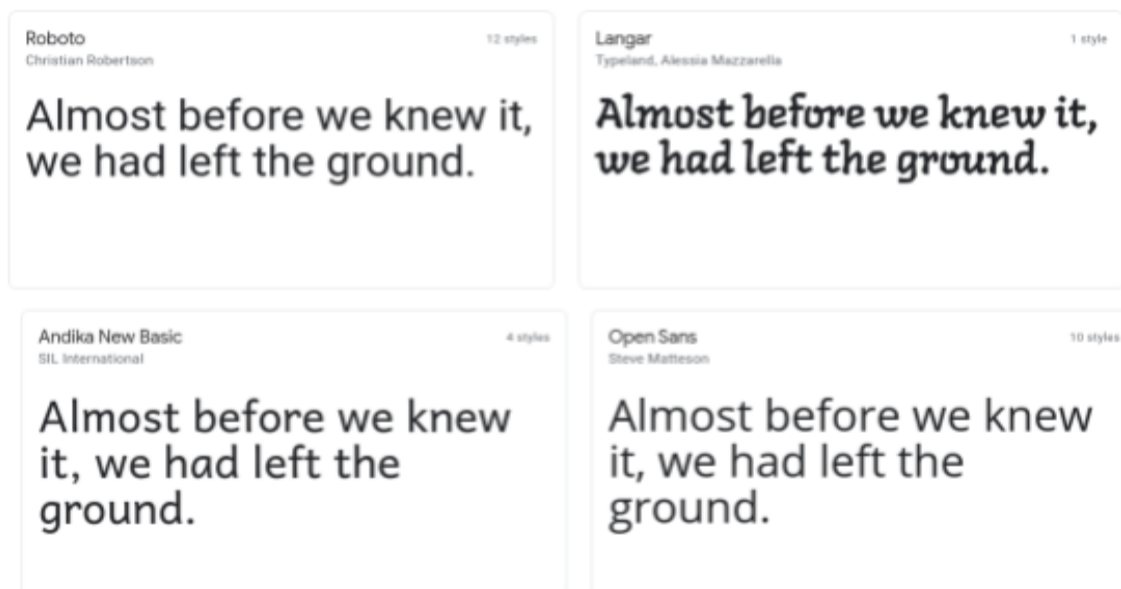 Roboto
12 styles
Christian Robertson
Almost before we knew it,
we had left the ground.
Langar
1 style
Typeland, Alessia Mazzarella
Almost before we knew it,
we had left the ground.
Andika New Basic
4 styles
SIL International
Almost before we knew
it, we had left the
ground.
Open Sans
10 styles
Steve Matteson
Almost before we knew
it, we had left the
ground.